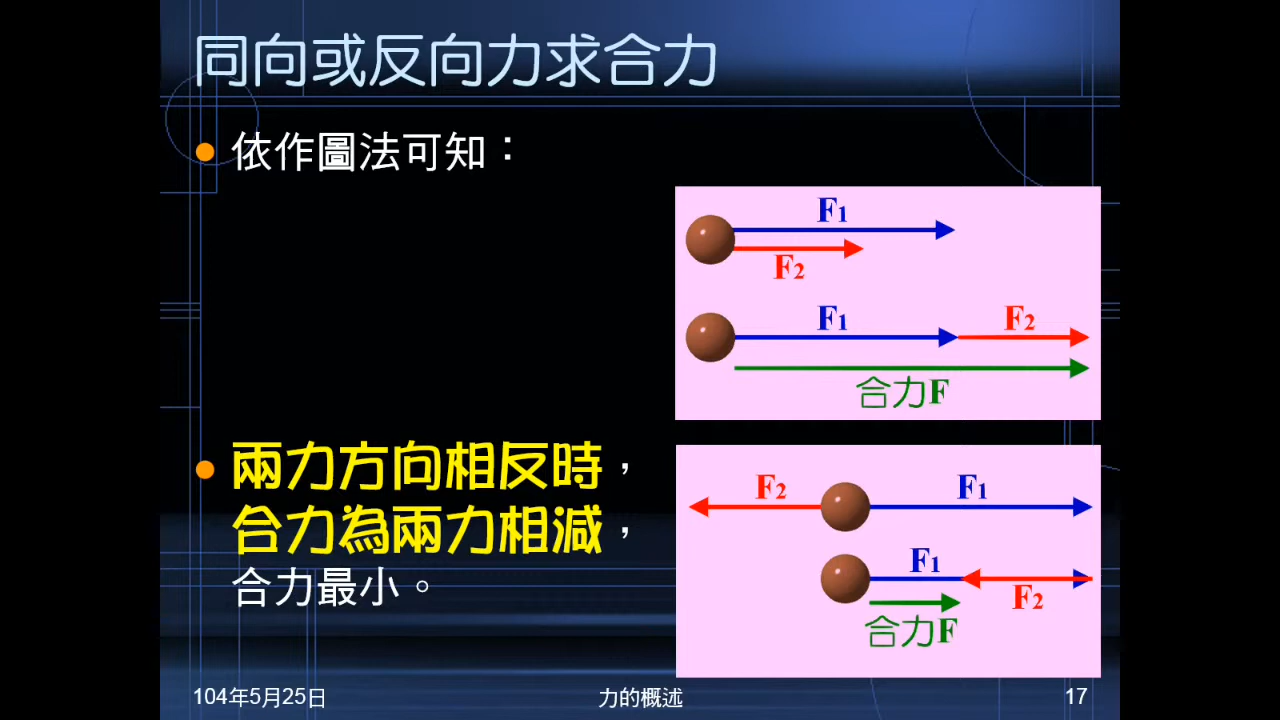 同向或反向力求合力
依作圖法可知：
F1
F2
F1
F2
合力F
兩力方向相反時，
合力為兩力相減，
合力最小。
F2
F1
F1
F2
合力F
104年5月25日
力的概述
17